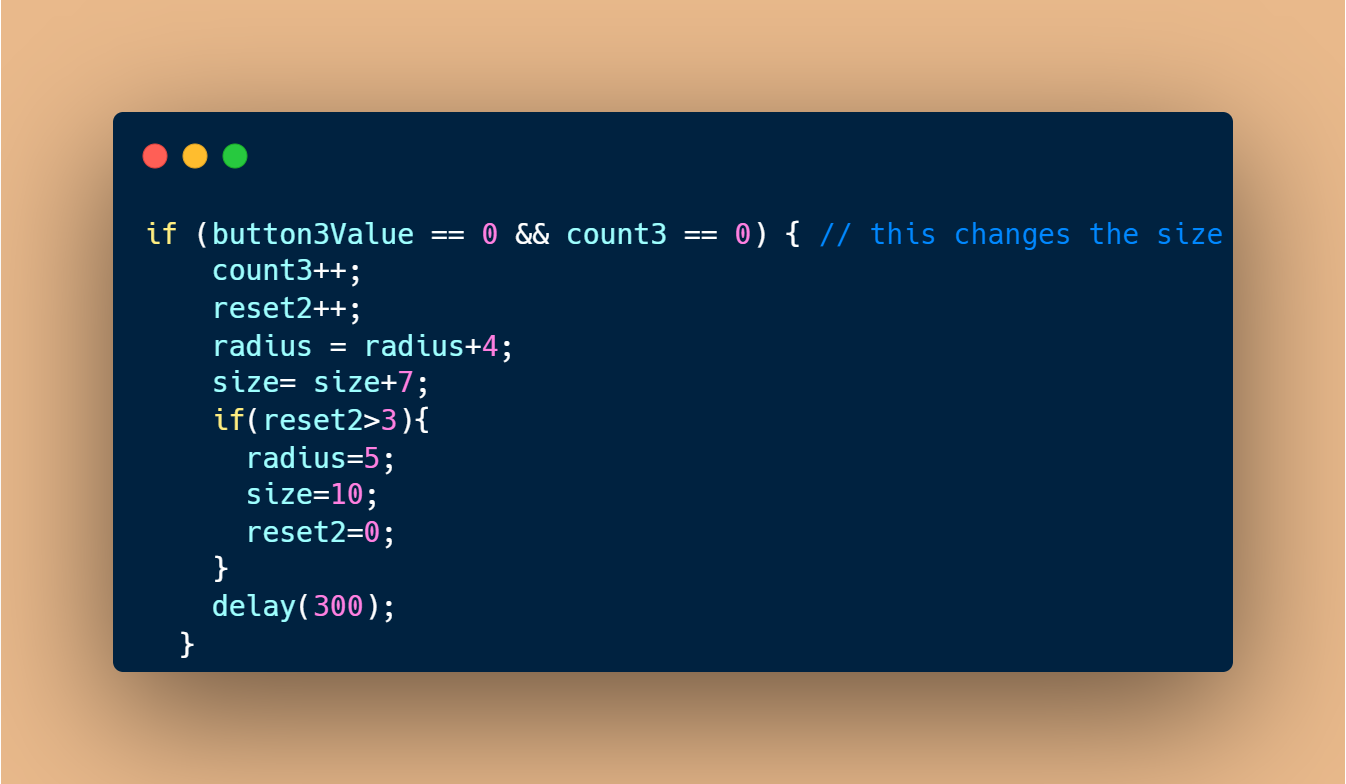 if (button3Value == 0 && count3 == 0) { // this changes the size
    count3++;
    reset2++;
    radius = radius+4;
    size= size+7;
    if(reset2>3){
      radius=5;
      size=10;
      reset2=0;
    }
    delay(300);
  }